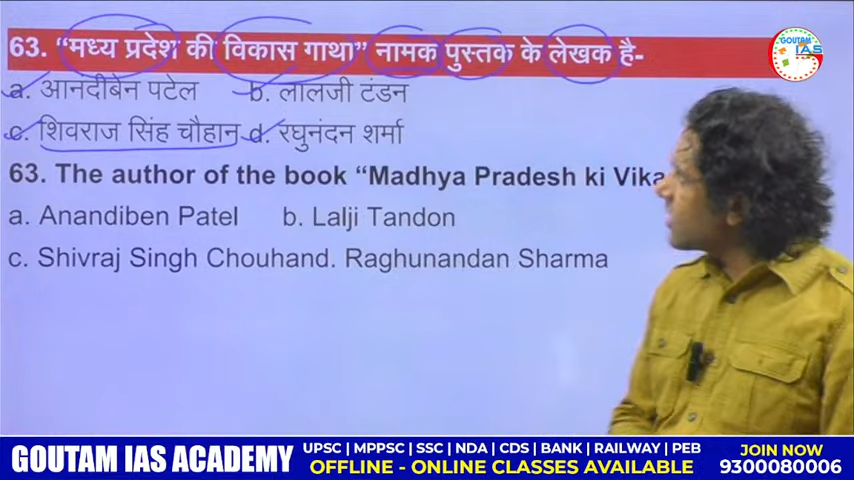 63. “मध्य प्रदेश की विकास गाथा” नामक पुस्तक के लेखक है-
a. आनदीबेन पटेल b. लालजी टंडन
c. शिवराज सिंह चौहान d. रघुनंदन शर्मा
63. The author of the book “Madhya Pradesh ki Vika
a. Anandiben Patel b. Lalji Tandon
c. Shivraj Singh Chouhand. Raghunandan Sharma
GOUTAM IAS
GOUTAM IAS ACADEMY
UPSC | MPPSC | SSC | NDA | CDS | BANK | RAILWAY | PEB
OFFLINE - ONLINE CLASSES AVAILABLE
JOIN NOW
9300080006